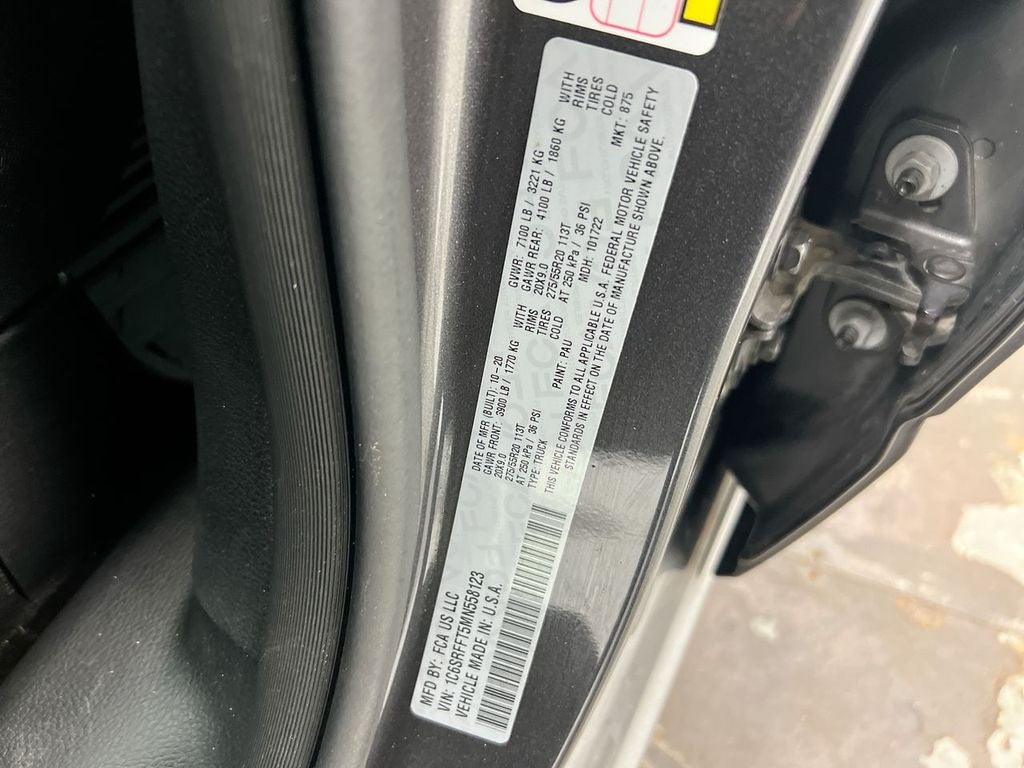 MFD BY: FCA US LLC
DATE OF MFR (BUILT): 10-20
GVWR: 7100 LB / 3221 KG
GAWR FRONT: 3900 LB / 1770 KG WITH
GAWR REAR: 4100 LB / 1860 KG WITH
20X9.0 RIMS
20X9.0 RIMS
275/55R20 113T TIRES
275/55R20 113T TIRES
AT 250 kPa / 36 PSI COLD
AT 250 kPa / 36 PSI COLD
VIN: 1C6SRFFT5MN558123
TYPE: TRUCK
PAINT: PAU
MDH: 101722
MKT: 875
VEHICLE MADE IN: U.S.A.
THIS VEHICLE CONFORMS TO ALL APPLICABLE U.S.A. FEDERAL MOTOR VEHICLE SAFETY
STANDARDS IN EFFECT ON THE DATE OF MANUFACTURE SHOWN ABOVE.